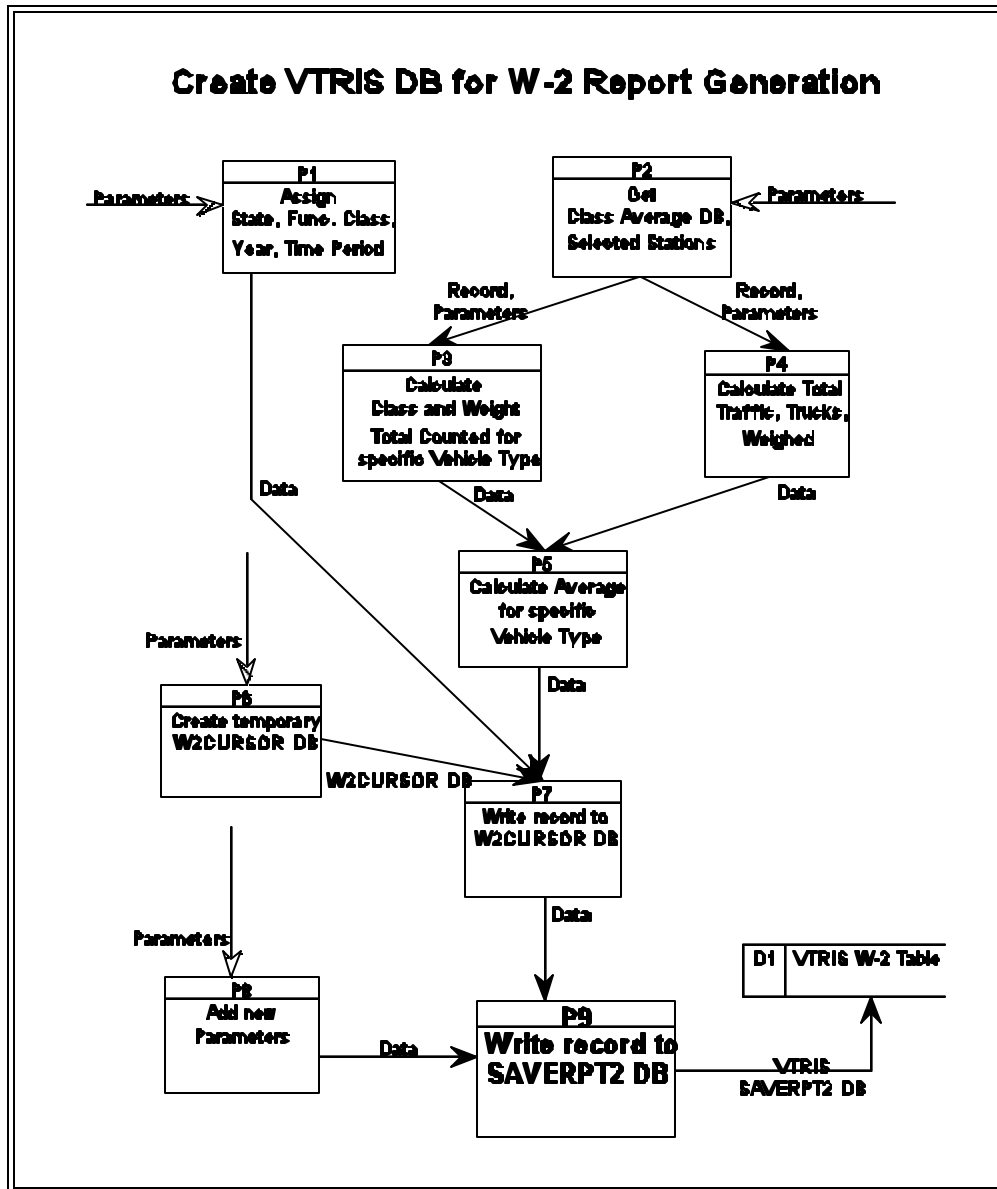 Create VTRIS DB for W-2 Report Generation
P1
Parameters
Assign
State, Func. Class,
Year, Time Period
P2
Parameters
Get
Class Average DB,
Selected Stations
Record,
Parameters
Record,
Parameters
P3
Calculate
Class and Weight
Total Counted for
specific Vehicle Type
P4
Calculate Total
Traffic, Trucks,
Weighed
Data
Data
Data
P5
Calculate Average
for specific
Vehicle Type
Parameters
Data
P6
Create temporary
W2CURSOR DB
W2CURSOR DB
P7
Write record to
W2CURSOR DB
Data
Parameters
P8
Add new
Parameters
Data
P9
Write record to
SAVERPT2 DB
D1 VTRIS W-2 Table
VTRIS
SAVERPT2 DB